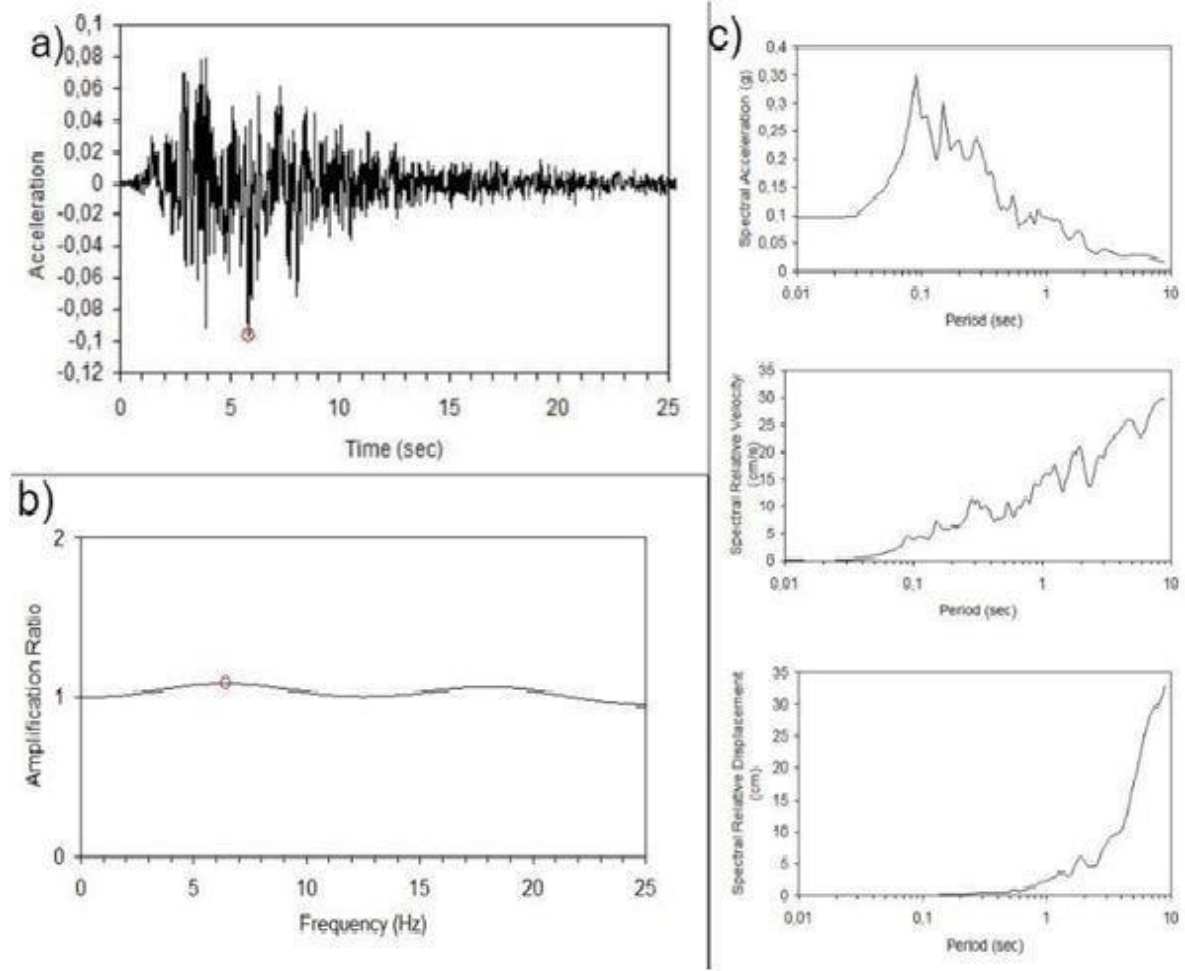 a)
Acceleration
0,1
0,08
0,06
0,04
0,02
0
-0,02
-0,04
-0,06
-0,08
-0,1
-0,12
0 5 10 15 20 25
Time (sec)
b)
Amplification Ratio
2
1
0
0 5 10 15 20 25
Frequency (Hz)
c)
Spectral Acceleration (g)
0,4
0,35
0,3
0,25
0,2
0,15
0,1
0,05
0
0,01 0,1 1 10
Period (sec)
Spectral Relative Velocity
(cm/s)
35
30
25
20
15
10
5
0
0,01 0,1 1 10
Period (sec)
Spectral Relative Displacement
(cm)
35
30
25
20
15
10
5
0
0,01 0,1 1 10
Period (sec)